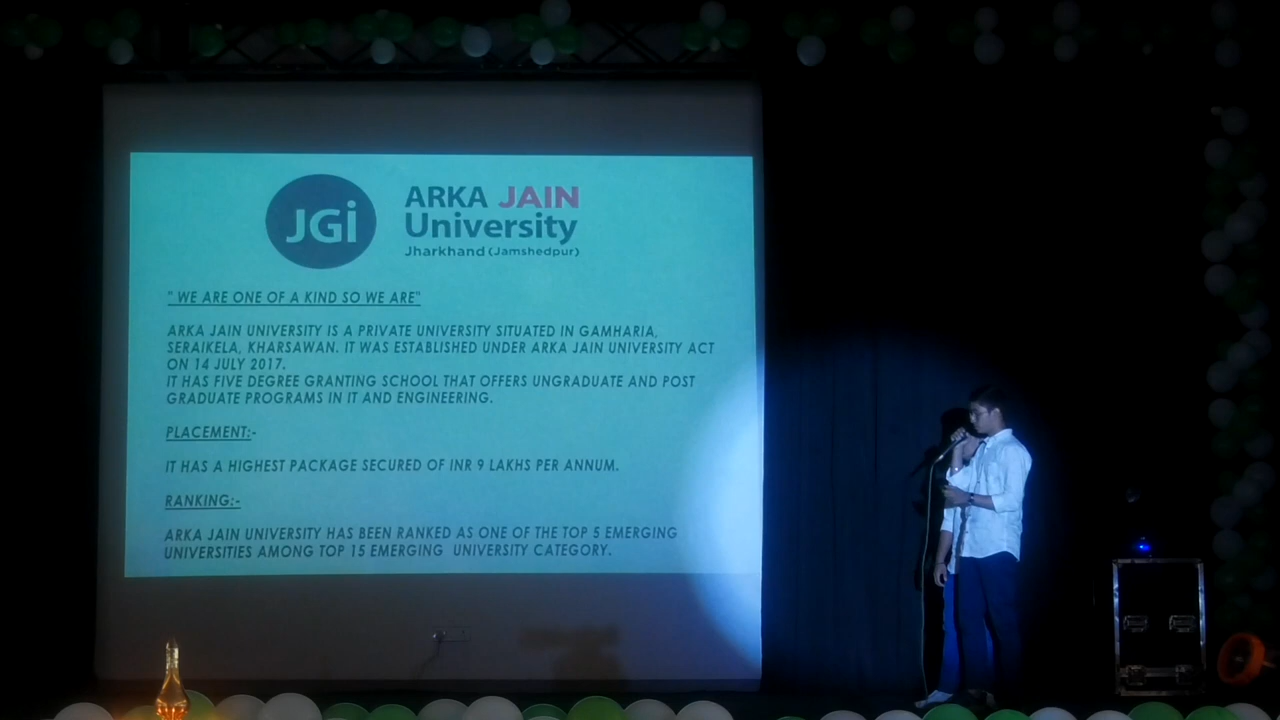 JGi
ARKA JAIN
University
Jharkhand (Jamshedpur)
" WE ARE ONE OF A KIND SO WE ARE"
ARKA JAIN UNIVERSITY IS A PRIVATE UNIVERSITY SITUATED IN GAMHARIA,
SERAIKELA, KHARSAWAN. IT WAS ESTABLISHED UNDER ARKA JAIN UNIVERSITY ACT
ON 14 JULY 2017.
IT HAS FIVE DEGREE GRANTING SCHOOL THAT OFFERS UNGRADUATE AND POST
GRADUATE PROGRAMS IN IT AND ENGINEERING.
PLACEMENT:-
IT HAS A HIGHEST PACKAGE SECURED OF INR 9 LAKHS PER ANNUM.
RANKING:-
ARKA JAIN UNIVERSITY HAS BEEN RANKED AS ONE OF THE TOP 5 EMERGING
UNIVERSITIES AMONG TOP 15 EMERGING UNIVERSITY CATEGORY.